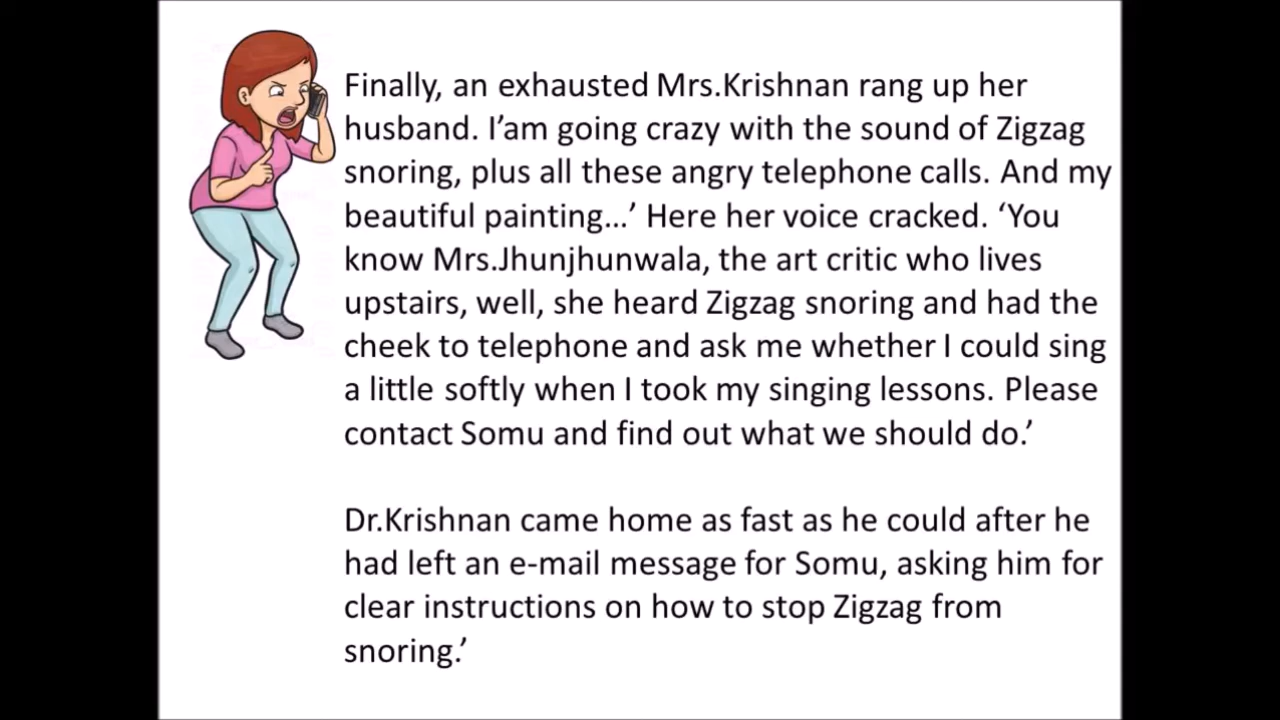 Finally, an exhausted Mrs.Krishnan rang up her
husband. I’am going crazy with the sound of Zigzag
snoring, plus all these angry telephone calls. And my
beautiful painting...’ Here her voice cracked. ‘You
know Mrs.Jhunjhunwala, the art critic who lives
upstairs, well, she heard Zigzag snoring and had the
cheek to telephone and ask me whether I could sing
a little softly when I took my singing lessons. Please
contact Somu and find out what we should do.’
Dr.Krishnan came home as fast as he could after he
had left an e-mail message for Somu, asking him for
clear instructions on how to stop Zigzag from
snoring.’